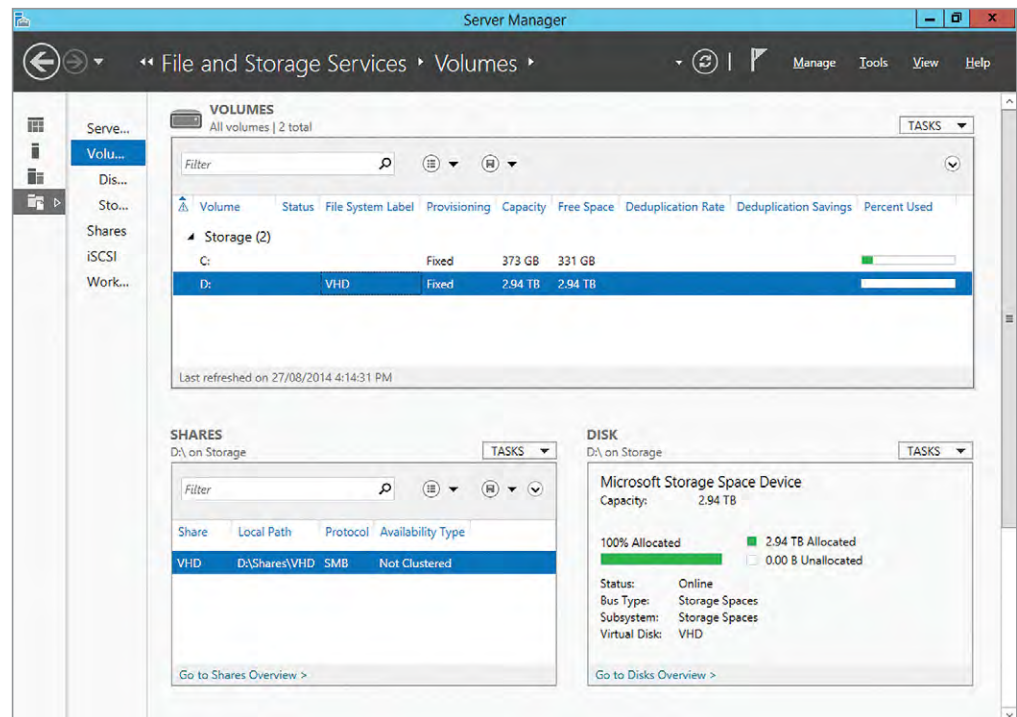 Server Manager
File and Storage Services Volumes
Manage Tools View Help
Serve...
Volu...
Dis...
Sto...
Shares
iSCSI
Work...
VOLUMES
All volumes | 2 total
TASKS
Filter
Volume Status File System Label Provisioning Capacity Free Space Deduplication Rate Deduplication Savings Percent Used
Storage (2)
C: Fixed 373 GB 331 GB
D: VHD Fixed 2.94 TB 2.94 TB
Last refreshed on 27/08/2014 4:14:31 PM
SHARES
D:\ on Storage
TASKS
Filter
Share Local Path Protocol Availability Type
VHD D:\Shares\VHD SMB Not Clustered
Go to Shares Overview >
DISK
D:\ on Storage
TASKS
Microsoft Storage Space Device
Capacity: 2.94 TB
100% Allocated
2.94 TB Allocated
0.00 B Unallocated
Status: Online
Bus Type: Storage Spaces
Subsystem: Storage Spaces
Virtual Disk: VHD
Go to Disks Overview >